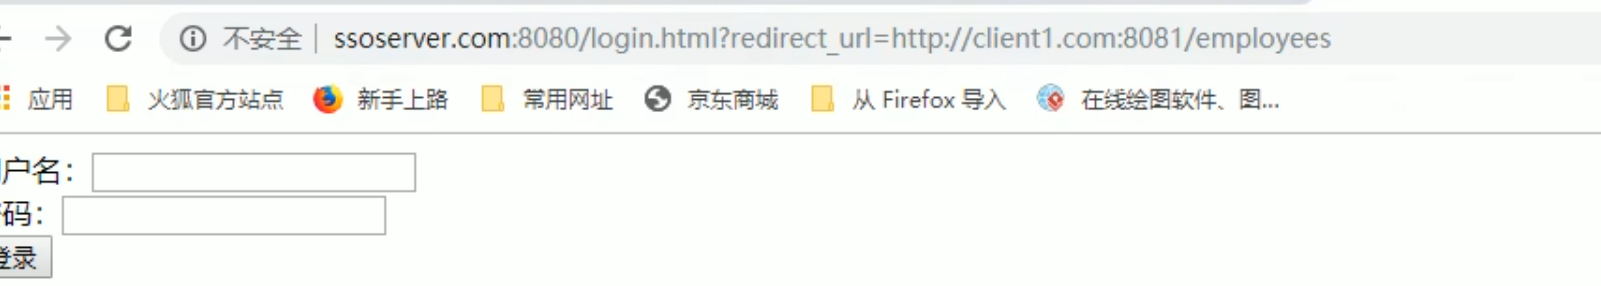 不安全 ssoserver.com:8080/login.html?redirect_url=http://client1.com:8081/employees
应用 火狐官方站点 新手上路 常用网址 京东商城 从 Firefox 导入 在线绘图软件、图...
户名：
码：
登录